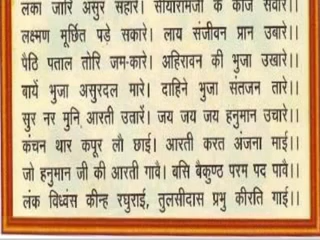 लंका जारि असुर संहारे। सीयारामजी के काज संवारे।।
लक्ष्मण मूर्छित पड़े सकारे। लाय संजीवन प्रान उबारे।।
पैठि पताल तोरि जम-कारे। अहिरावन की भुजा उखारे।।
बायें भुजा असुरदल मारे। दाहिने भुजा संतजन तारे।।
सुर नर मुनि आरती उतारें। जय जय जय हनुमान उचारे।।
कंचन थार कपूर लौ छाई। आरती करत अंजना माई।।
जो हनुमान जी की आरती गावै। बसि बैकुण्ठ परम पद पावै।।
लंक विध्वंस कीन्ह रघुराई, तुलसीदास प्रभु कीरति गाई।।